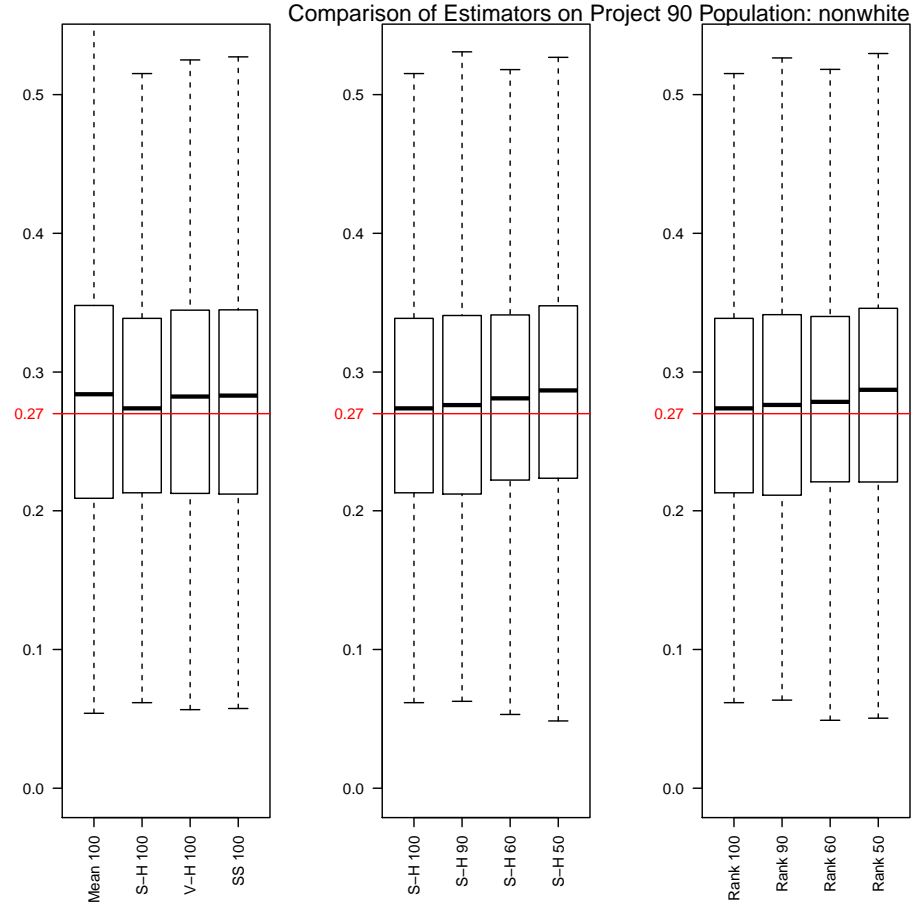 Comparison of Estimators on Project 90 Population: nonwhite
0.5
0.4
0.3
0.27
0.2
0.1
0.0
Mean 100
S−H 100
V−H 100
SS 100
0.5
0.4
0.3
0.27
0.2
0.1
0.0
S−H 100
S−H 90
S−H 60
S−H 50
0.5
0.4
0.3
0.27
0.2
0.1
0.0
Rank 100
Rank 90
Rank 60
Rank 50